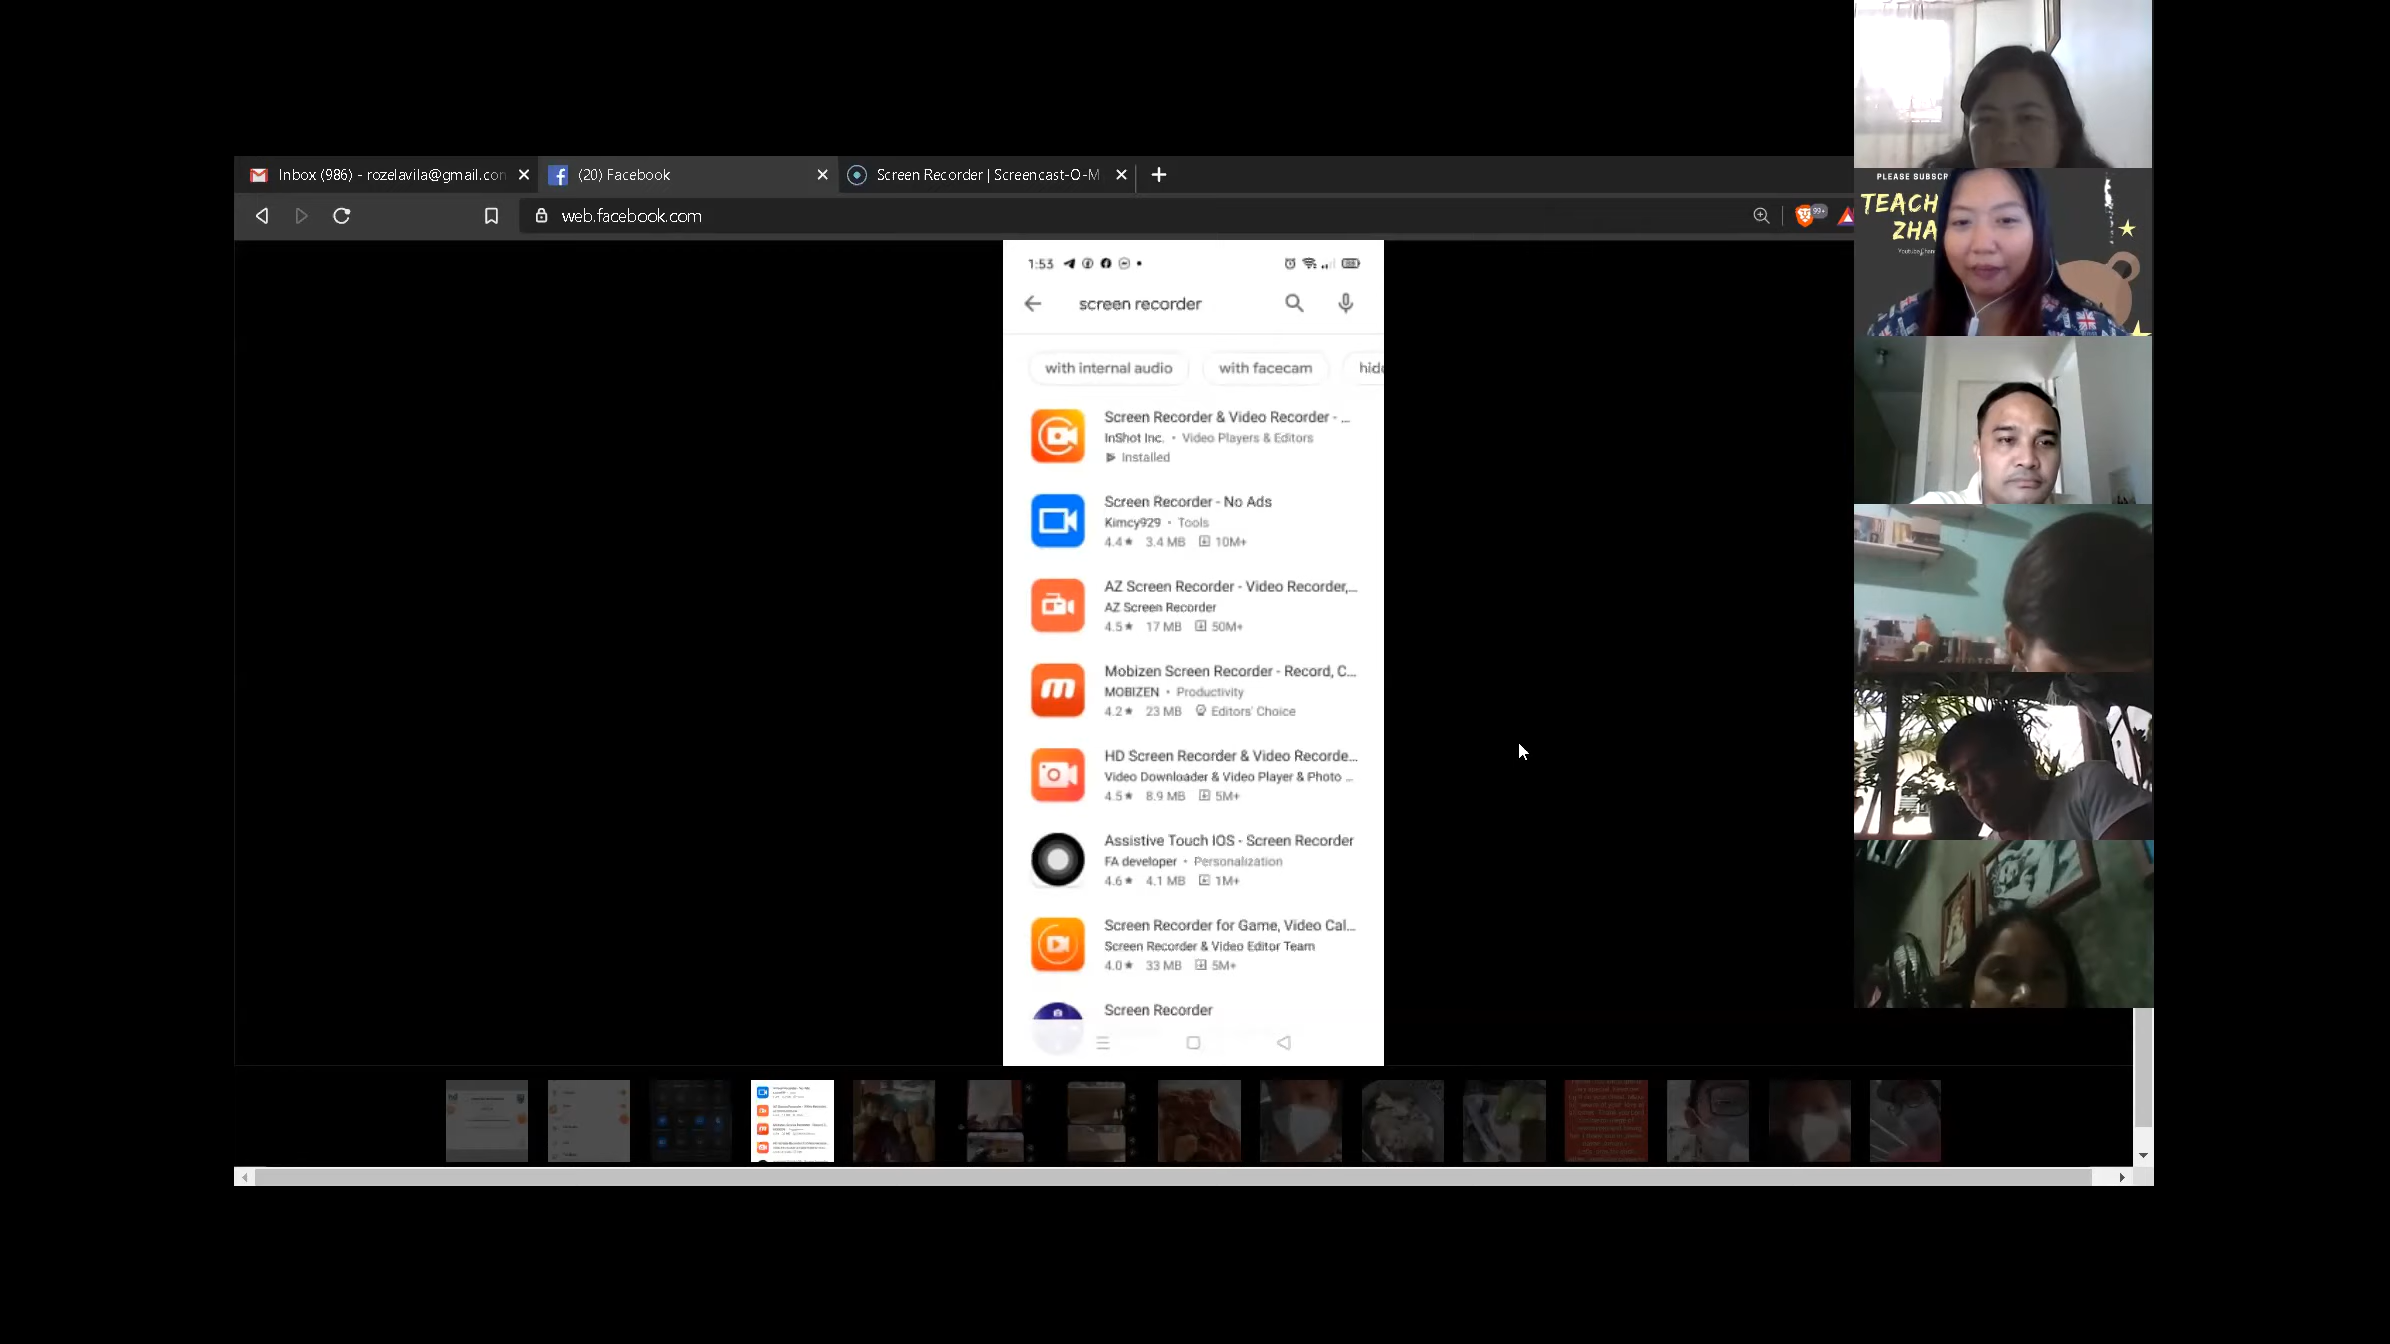 Inbox (986) - rozelavila@gmail.con
(20) Facebook
Screen Recorder | Screencast-O-M
web.facebook.com
99+
PLEASE SUBSCR
TEACH
ZHA
1:53
screen recorder
with internal audio
with facecam
hid
Screen Recorder & Video Recorder - ...
InShot Inc. • Video Players & Editors
Installed
Screen Recorder - No Ads
Kimcy929 • Tools
4.4★ 3.4 MB 10M+
AZ Screen Recorder - Video Recorder,...
AZ Screen Recorder
4.5★ 17 MB 50M+
Mobizen Screen Recorder - Record, C...
MOBIZEN • Productivity
4.2★ 23 MB Editors' Choice
HD Screen Recorder & Video Recorde...
Video Downloader & Video Player & Photo ...
4.5★ 8.9 MB 5M+
Assistive Touch IOS - Screen Recorder
FA developer • Personalization
4.6★ 4.1 MB 1M+
Screen Recorder for Game, Video Cal...
Screen Recorder & Video Editor Team
4.0★ 33 MB 5M+
Screen Recorder